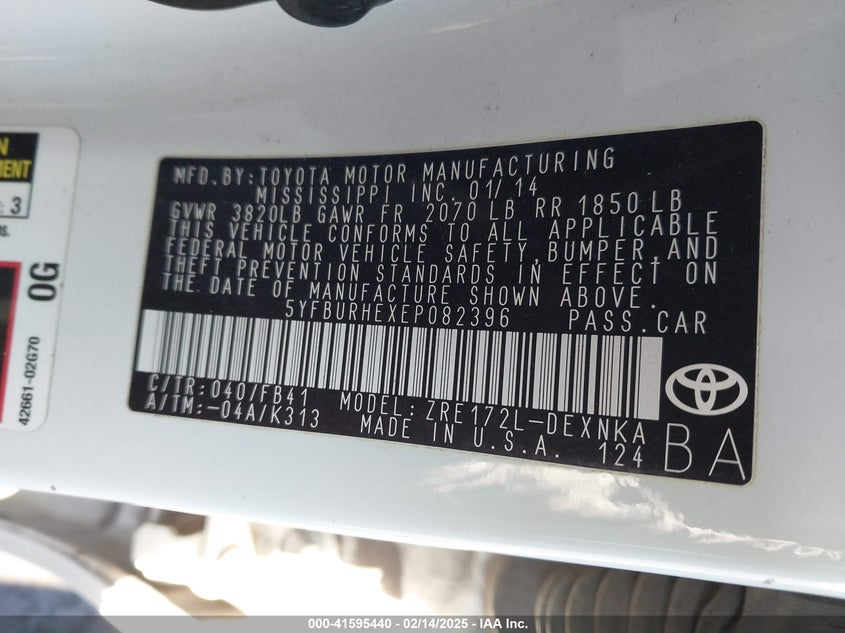 N
MENT
: 3
os.
0G
42661-02G70
MFD. BY: TOYOTA MOTOR MANUFACTURING
MISSISSIPPI INC. 01/14
GVWR 3820LB GAWR FR 2070 LB RR 1850 LB
THIS VEHICLE CONFORMS TO ALL APPLICABLE
FEDERAL MOTOR VEHICLE SAFETY, BUMPER, AND
THEFT PREVENTION STANDARDS IN EFFECT ON
THE DATE OF MANUFACTURE SHOWN ABOVE.
5YFBURHEXEP082396 PASS. CAR
C/TR: 040/FB41
A/TM: -04A/K313
MODEL: ZRE172L-DEXNKA
MADE IN U.S.A. 124
BA
000-41595440 - 02/14/2025 - IAA, Inc.